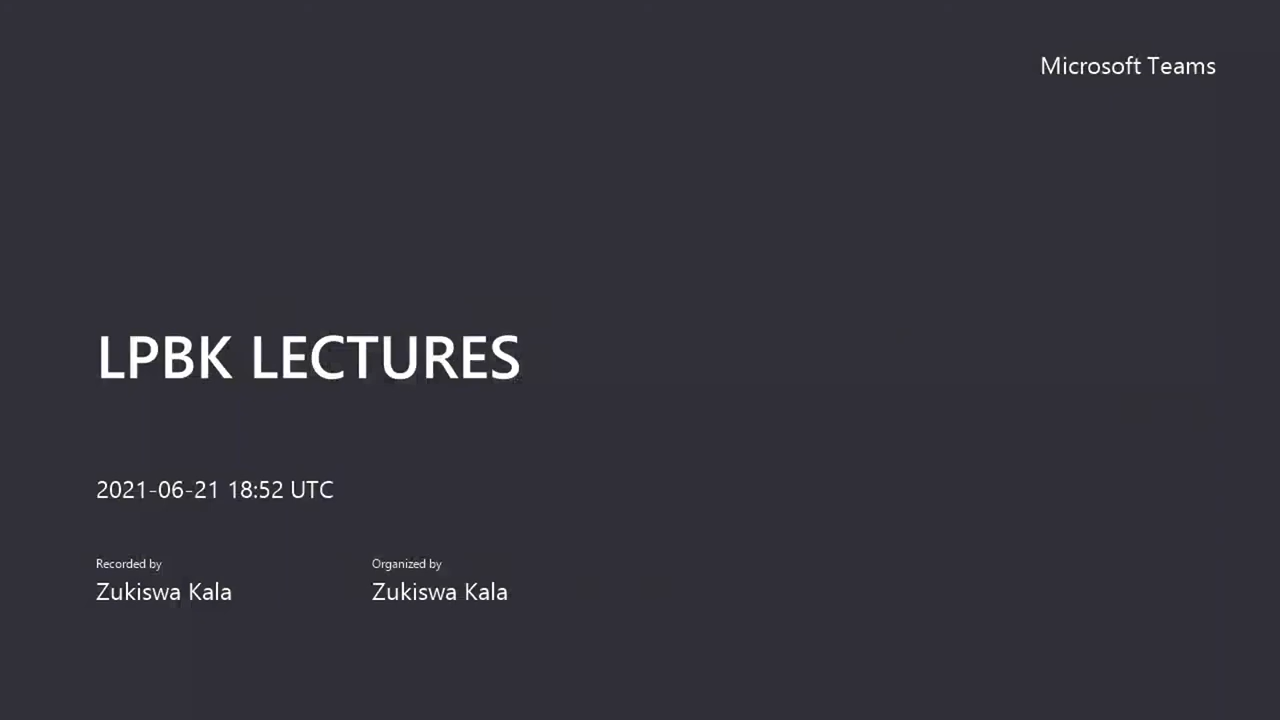 Microsoft Teams
LPBK LECTURES
2021-06-21 18:52 UTC
Recorded by
Zukiswa Kala
Organized by
Zukiswa Kala